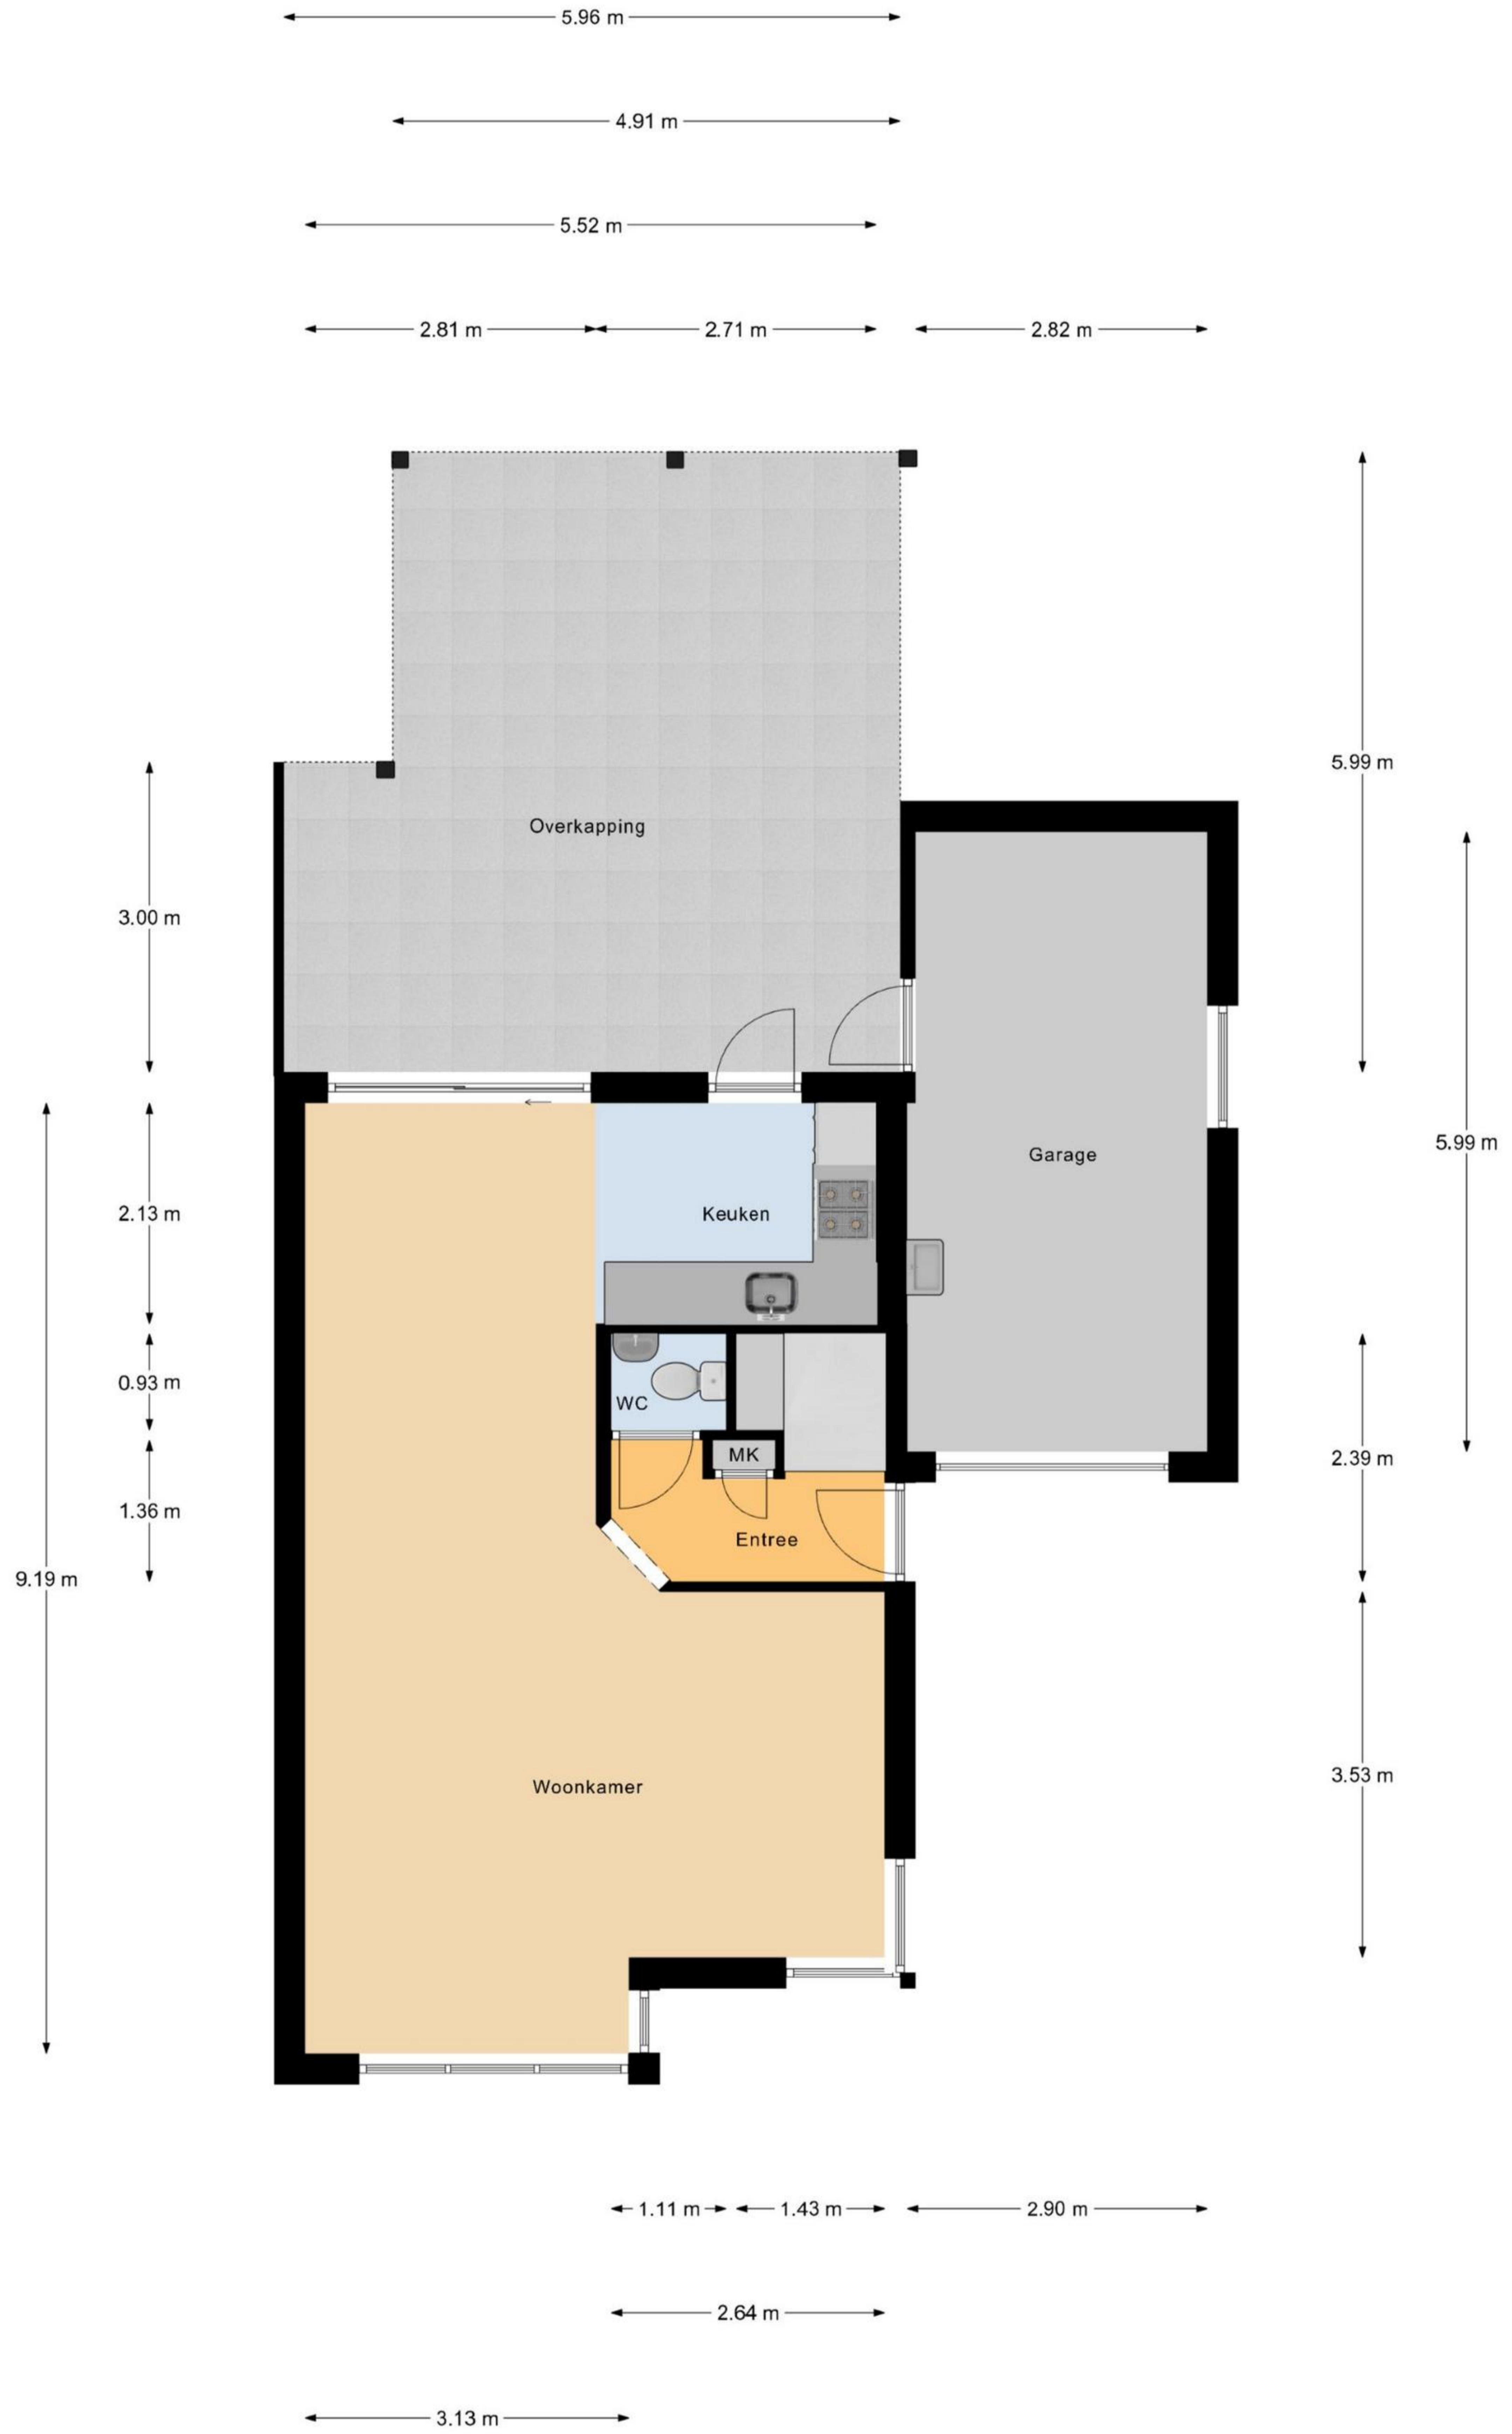 5.96 m
4.91 m
5.52 m
2.81 m
2.71 m
2.82 m
5.99 m
Overkapping
3.00 m
5.99 m
Garage
2.13 m
Keuken
0.93 m
WC
MK
2.39 m
1.36 m
Entree
9.19 m
3.53 m
Woonkamer
1.11 m
1.43 m
2.90 m
2.64 m
3.13 m